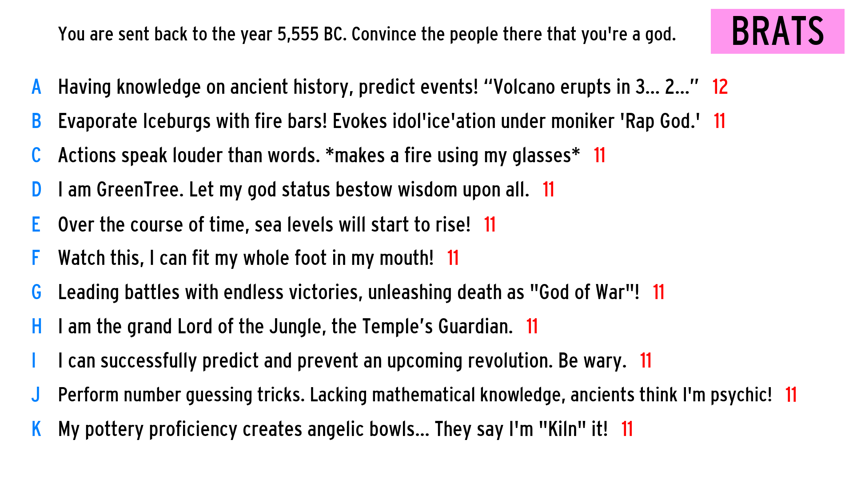 You are sent back to the year 5,555 BC. Convince the people there that you're a god.
BRATS
A Having knowledge on ancient history, predict events! “Volcano erupts in 3... 2...” 12
B Evaporate Iceburgs with fire bars! Evokes idol'ice'ation under moniker 'Rap God.' 11
C Actions speak louder than words. *makes a fire using my glasses* 11
D I am GreenTree. Let my god status bestow wisdom upon all. 11
E Over the course of time, sea levels will start to rise! 11
F Watch this, I can fit my whole foot in my mouth! 11
G Leading battles with endless victories, unleashing death as "God of War"! 11
H I am the grand Lord of the Jungle, the Temple’s Guardian. 11
I I can successfully predict and prevent an upcoming revolution. Be wary. 11
J Perform number guessing tricks. Lacking mathematical knowledge, ancients think I'm psychic! 11
K My pottery proficiency creates angelic bowls... They say I'm "Kiln" it! 11